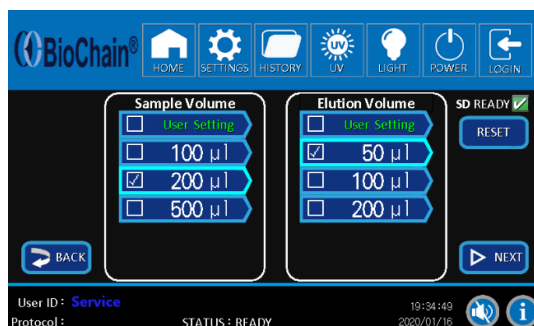 BioChain®
HOME SETTINGS HISTORY UV LIGHT POWER LOGIN
Sample Volume
User Setting
100 µl
200 µl
500 µl
Elution Volume
User Setting
50 µl
100 µl
200 µl
SD READY
RESET
BACK
NEXT
User ID : Service
19:34:49
Protocol :
STATUS : READY
2020/01/16